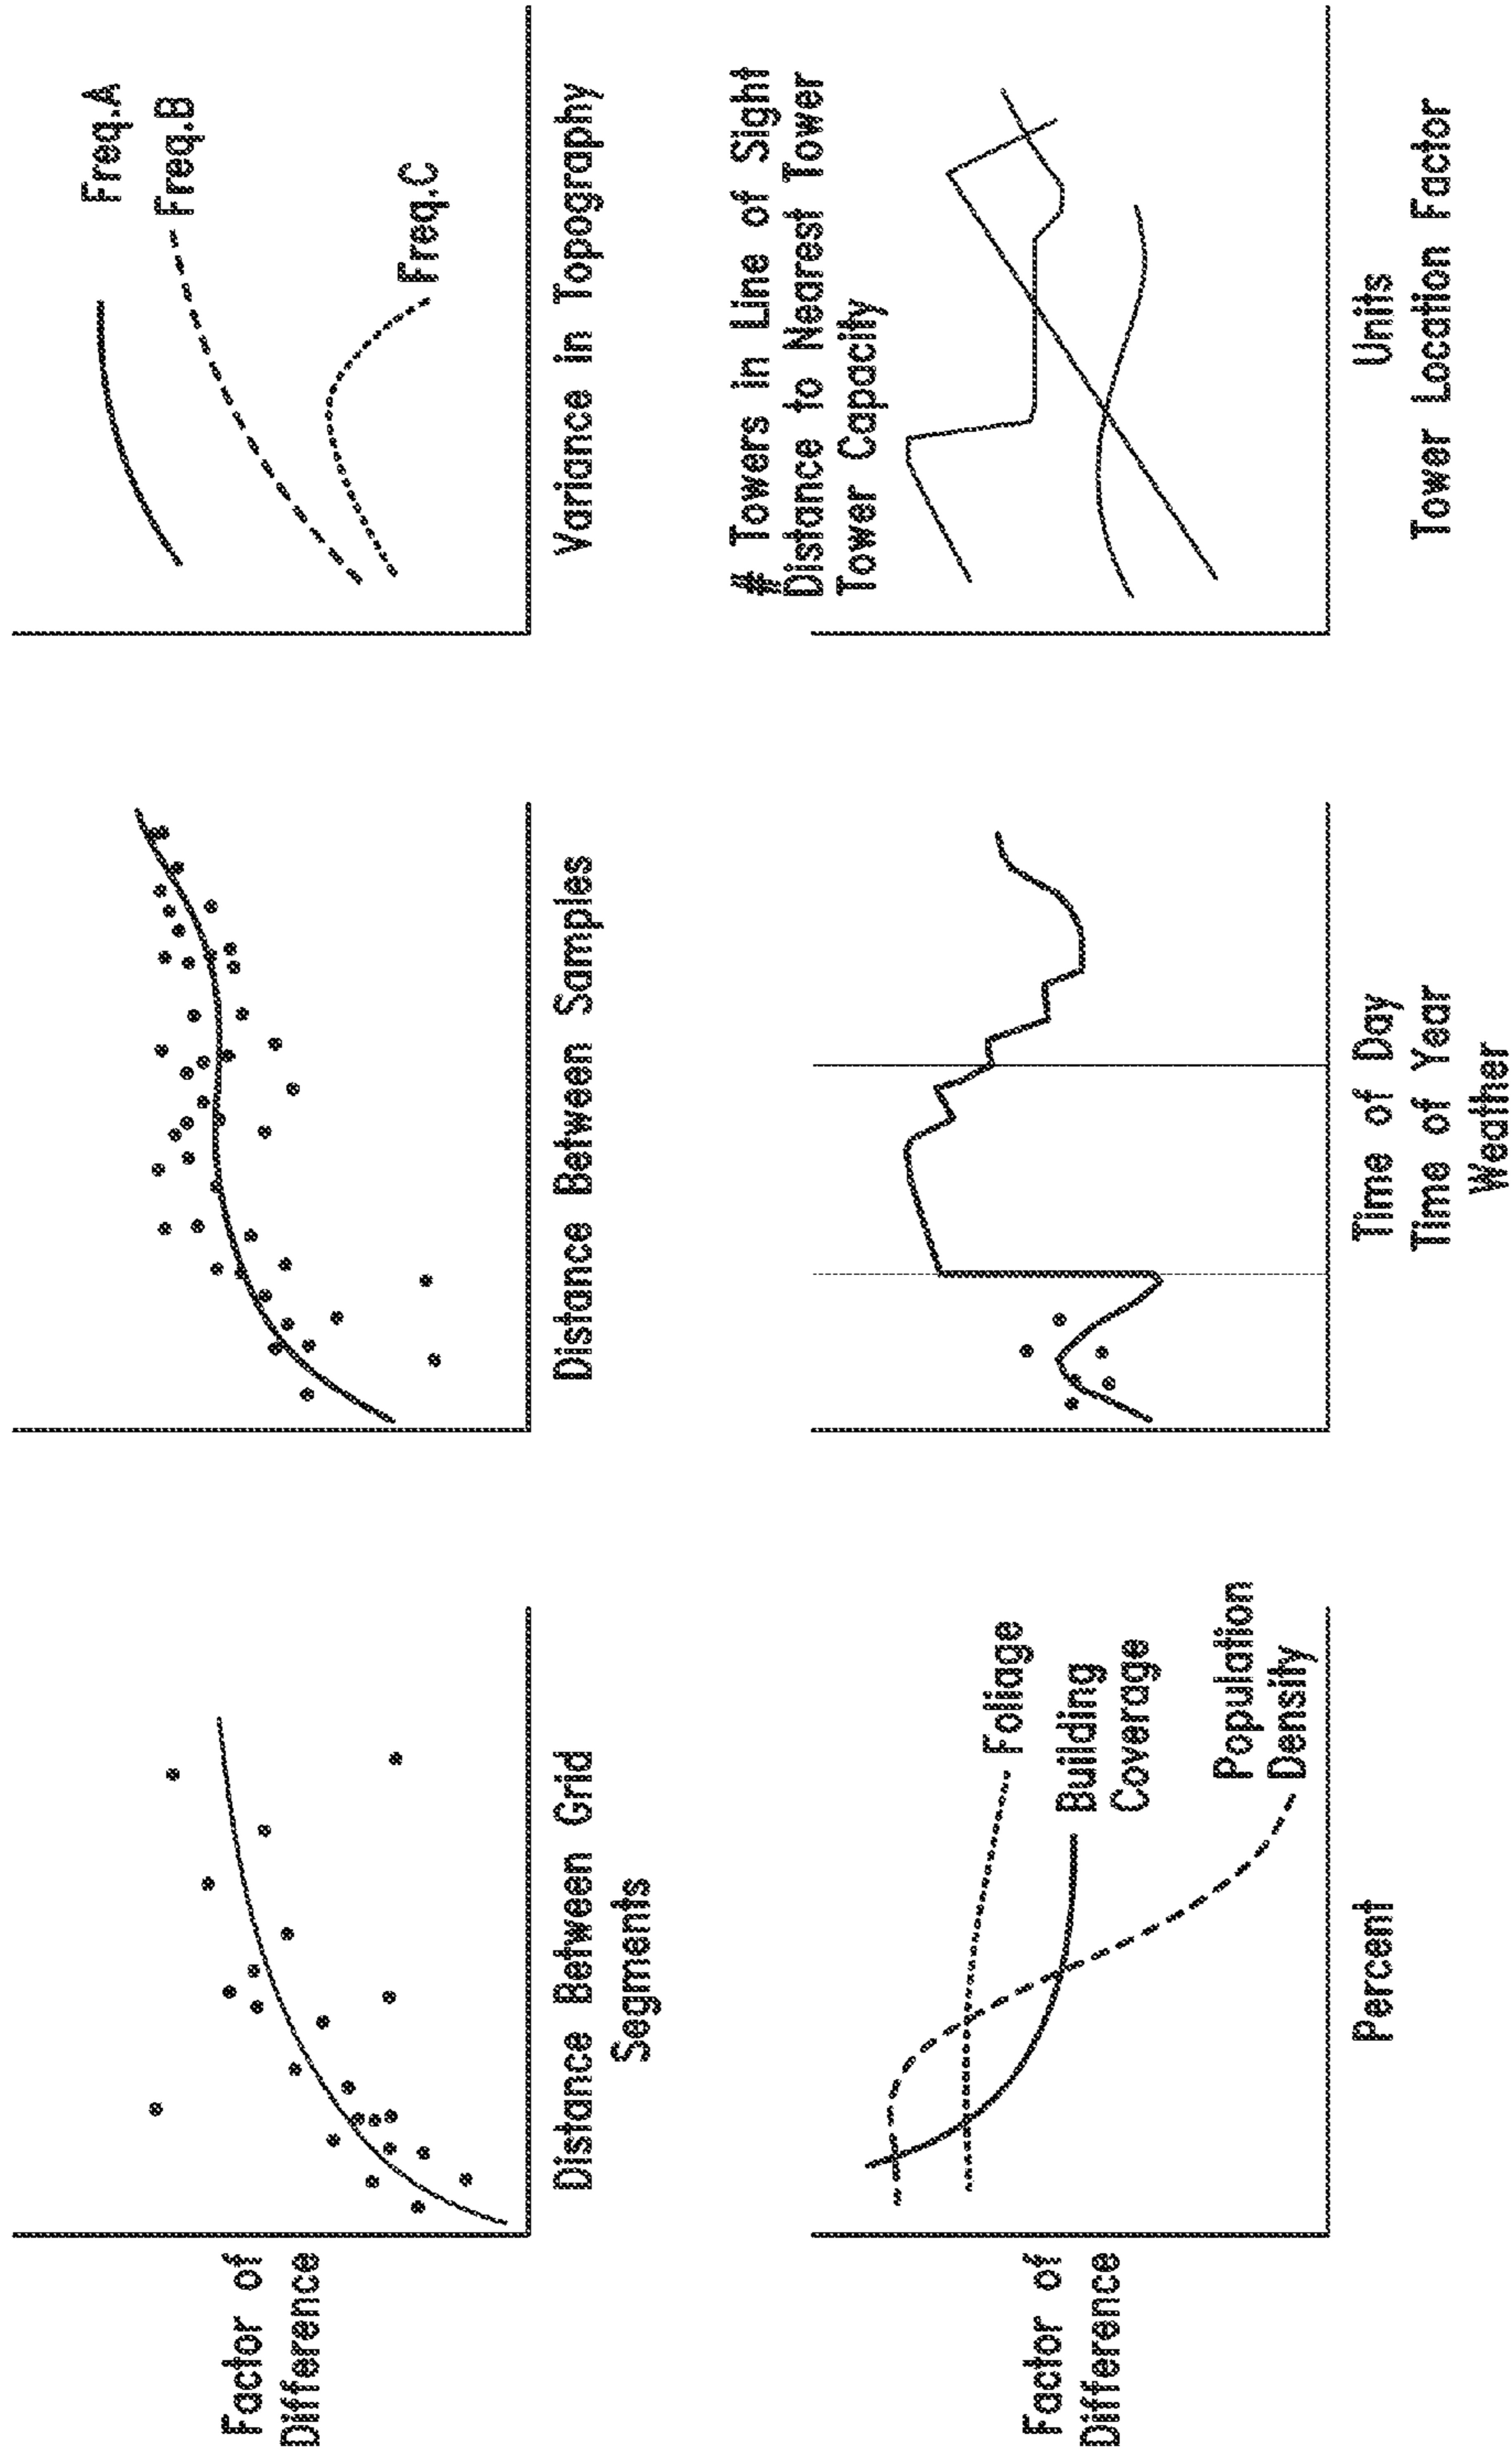 Factor of
Difference
Distance Between Grid
Segments
Distance Between Samples
Freq.A
Freq.B
Freq.C
Variance in Topography
Factor of
Difference
Foliage
Building
Coverage
Population
Density
Percent
Time of Day
Time of Year
Weather
# Towers in Line of Sight
Distance to Nearest Tower
Tower Capacity
Units
Tower Location Factor